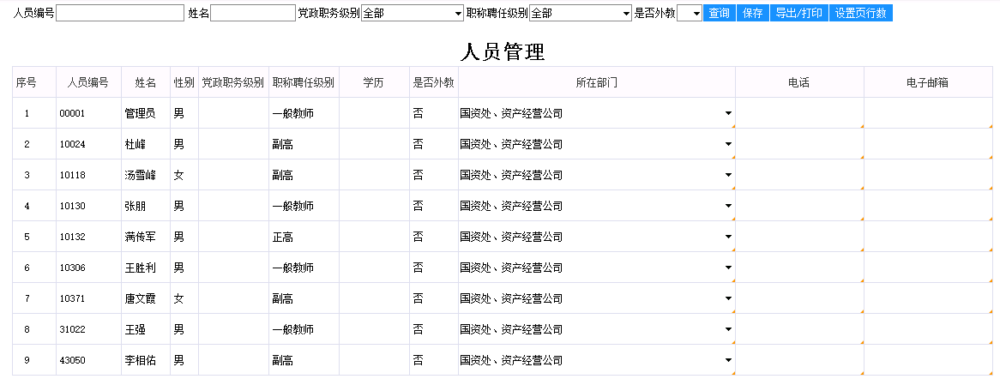 人员编号 姓名 党政职务级别 全部 职称聘任级别 全部 是否外教 查询 保存 导出/打印 设置页行数
人员管理
序号 人员编号 姓名 性别 党政职务级别 职称聘任级别 学历 是否外教 所在部门 电话 电子邮箱
1 00001 管理员 男 一般教师 否 国资处、资产经营公司
2 10024 杜峰 男 副高 否 国资处、资产经营公司
3 10118 汤雪峰 女 副高 否 国资处、资产经营公司
4 10130 张朋 男 一般教师 否 国资处、资产经营公司
5 10132 满传军 男 正高 否 国资处、资产经营公司
6 10306 王胜利 男 一般教师 否 国资处、资产经营公司
7 10371 唐文霞 女 副高 否 国资处、资产经营公司
8 31022 王强 男 一般教师 否 国资处、资产经营公司
9 43050 李相佑 男 副高 否 国资处、资产经营公司